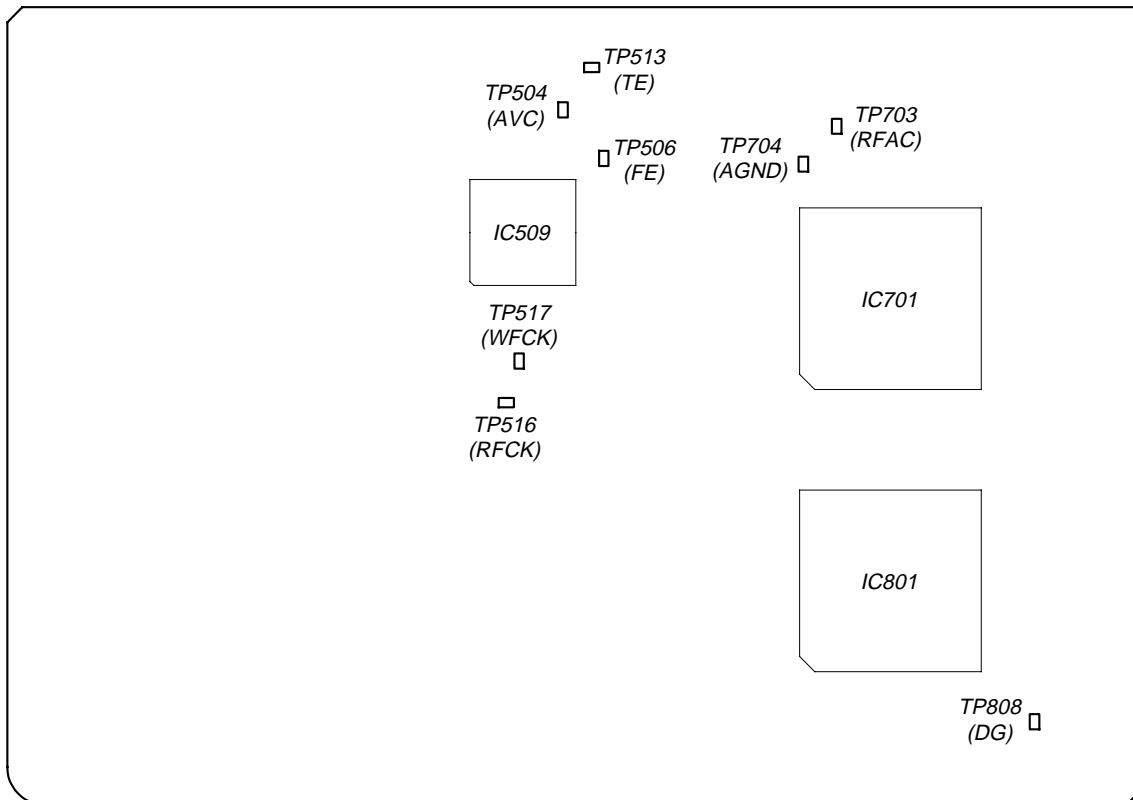 TP513
(TE)
TP504
(AVC)
TP703
(RFAC)
TP506
(FE)
TP704
(AGND)
IC509
IC701
TP517
(WFCK)
TP516
(RFCK)
IC801
TP808
(DG)